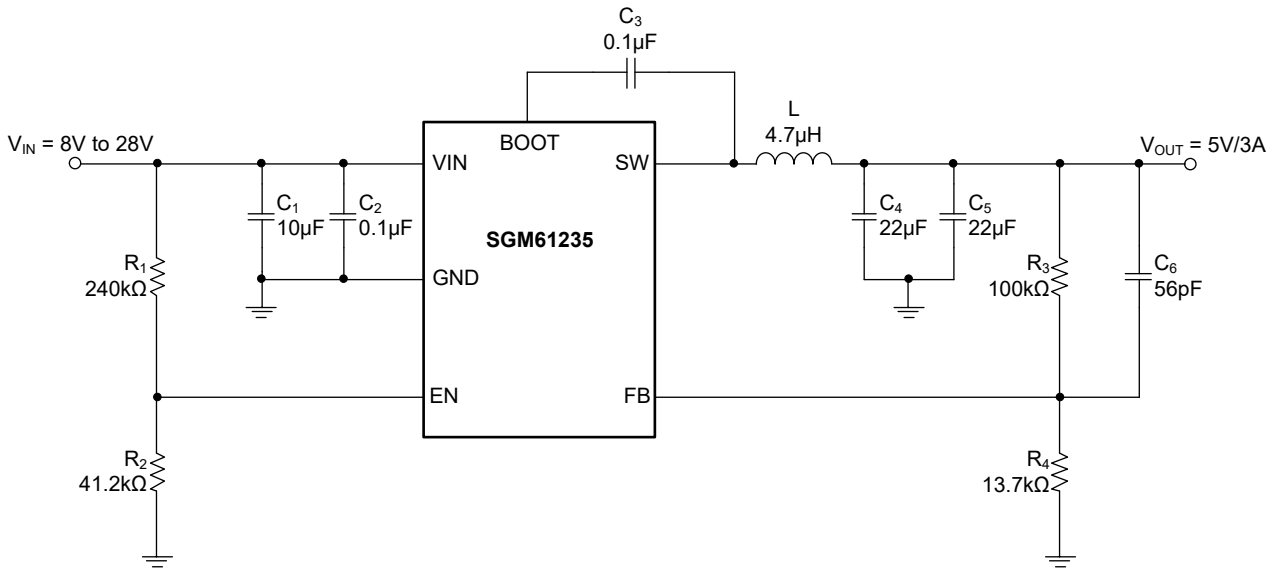 C₃
0.1µF
V_IN = 8V to 28V
BOOT
L
4.7µH
V_OUT = 5V/3A
VIN
SW
C₁
10µF
C₂
0.1µF
C₄
22µF
C₅
22µF
SGM61235
R₁
240kΩ
GND
R₃
100kΩ
C₆
56pF
EN
FB
R₂
41.2kΩ
R₄
13.7kΩ